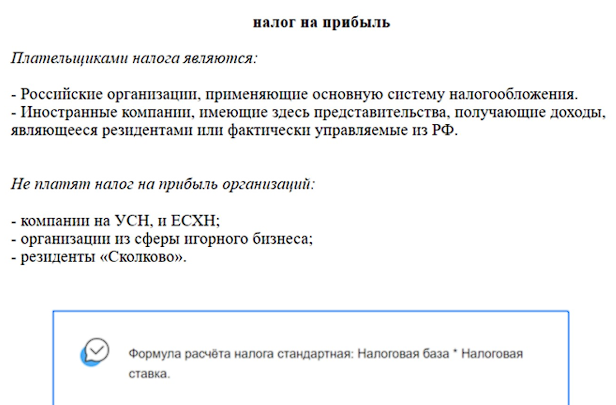 налог на прибыль
Плательщиками налога являются:
- Российские организации, применяющие основную систему налогообложения.
- Иностранные компании, имеющие здесь представительства, получающие доходы,
являющееся резидентами или фактически управляемые из РФ.
Не платят налог на прибыль организаций:
- компании на УСН, и ЕСХН;
- организации из сферы игорного бизнеса;
- резиденты «Сколково».
Формула расчёта налога стандартная: Налоговая база * Налоговая
ставка.